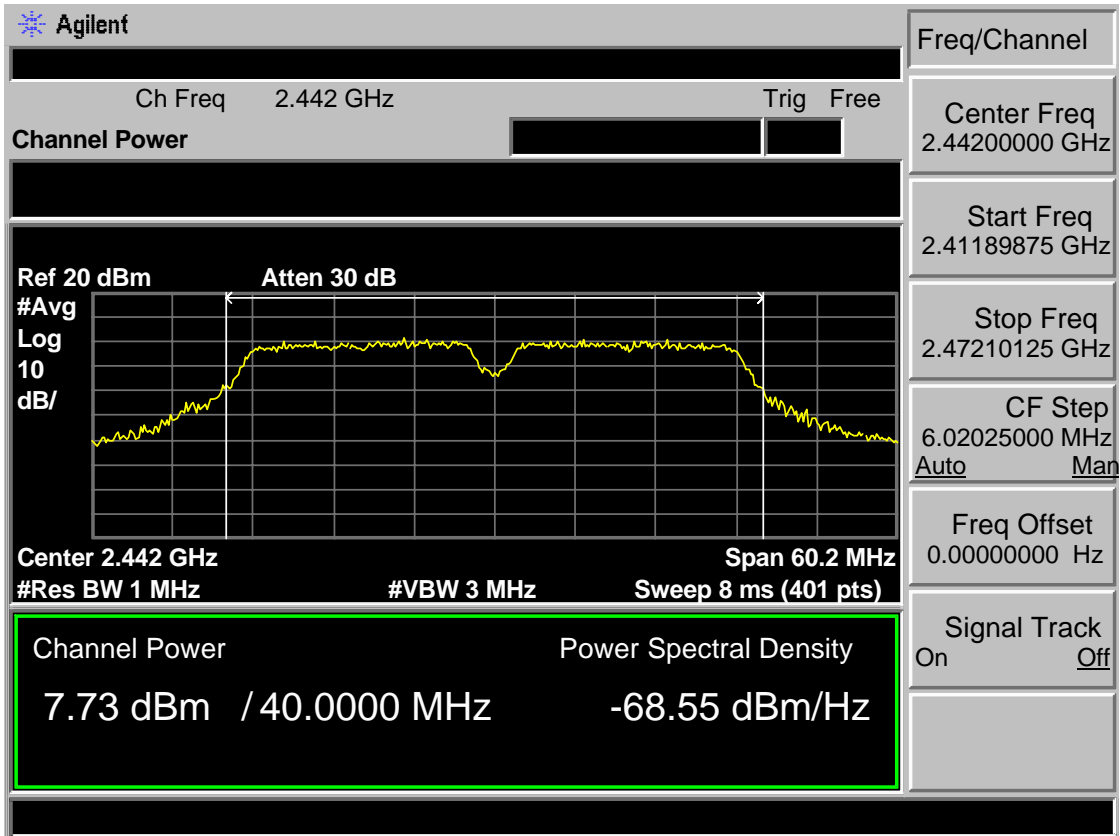 Agilent
Freq/Channel
Ch Freq 2.442 GHz Trig Free
Channel Power
Center Freq
2.44200000 GHz
Start Freq
2.41189875 GHz
Stop Freq
2.47210125 GHz
CF Step
6.02025000 MHz
Auto Man
Freq Offset
0.00000000 Hz
Signal Track
On Off
Ref 20 dBm Atten 30 dB
#Avg
Log
10
dB/
Center 2.442 GHz Span 60.2 MHz
#Res BW 1 MHz #VBW 3 MHz Sweep 8 ms (401 pts)
Channel Power Power Spectral Density
7.73 dBm / 40.0000 MHz -68.55 dBm/Hz